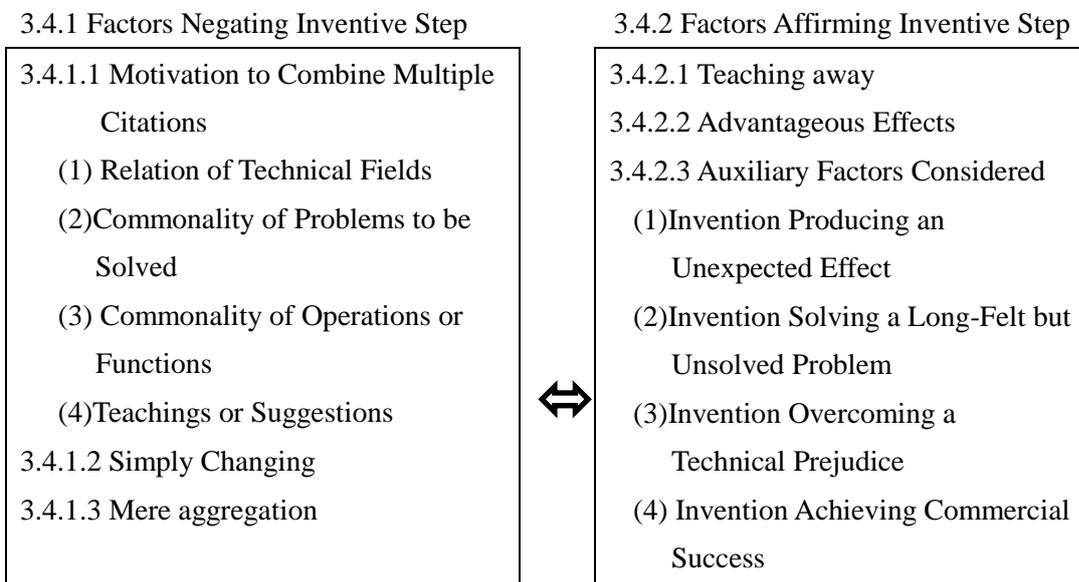 3.4.1 Factors Negating Inventive Step
3.4.1.1 Motivation to Combine Multiple
Citations
(1) Relation of Technical Fields
(2)Commonality of Problems to be
Solved
(3) Commonality of Operations or
Functions
(4)Teachings or Suggestions
3.4.1.2 Simply Changing
3.4.1.3 Mere aggregation
⇔
3.4.2 Factors Affirming Inventive Step
3.4.2.1 Teaching away
3.4.2.2 Advantageous Effects
3.4.2.3 Auxiliary Factors Considered
(1)Invention Producing an
Unexpected Effect
(2)Invention Solving a Long-Felt but
Unsolved Problem
(3)Invention Overcoming a
Technical Prejudice
(4) Invention Achieving Commercial
Success